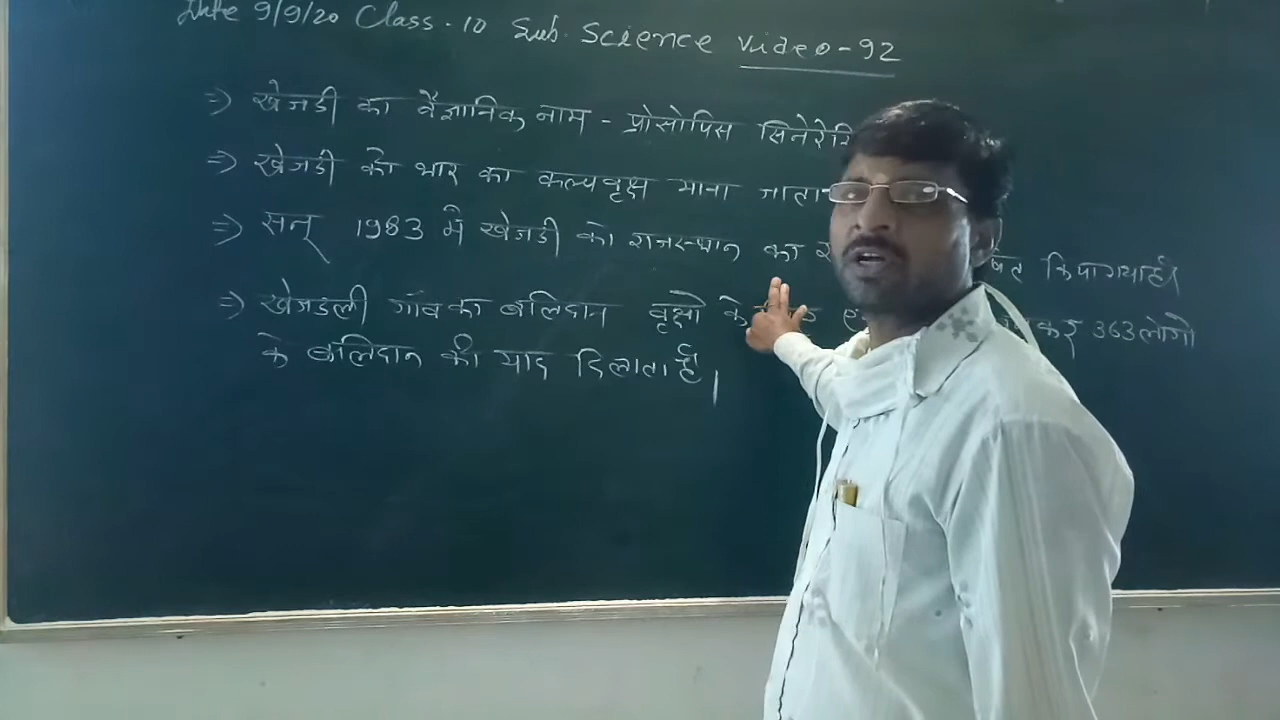 Date 9/9/20 Class - 10 Sub. Science Video - 92
⇒ खेजडी का वैज्ञानिक नाम - प्रोसोपिस सिनेरेरि
⇒ खेजडी को थार का कल्पवृक्ष माना जाता
⇒ सन् 1983 में खेजडी को राजस्थान का किया गया है।
⇒ खेजडली गाँव का बलिदान वृक्षो के 363 लोगो
के बलिदान की याद दिलाता है।